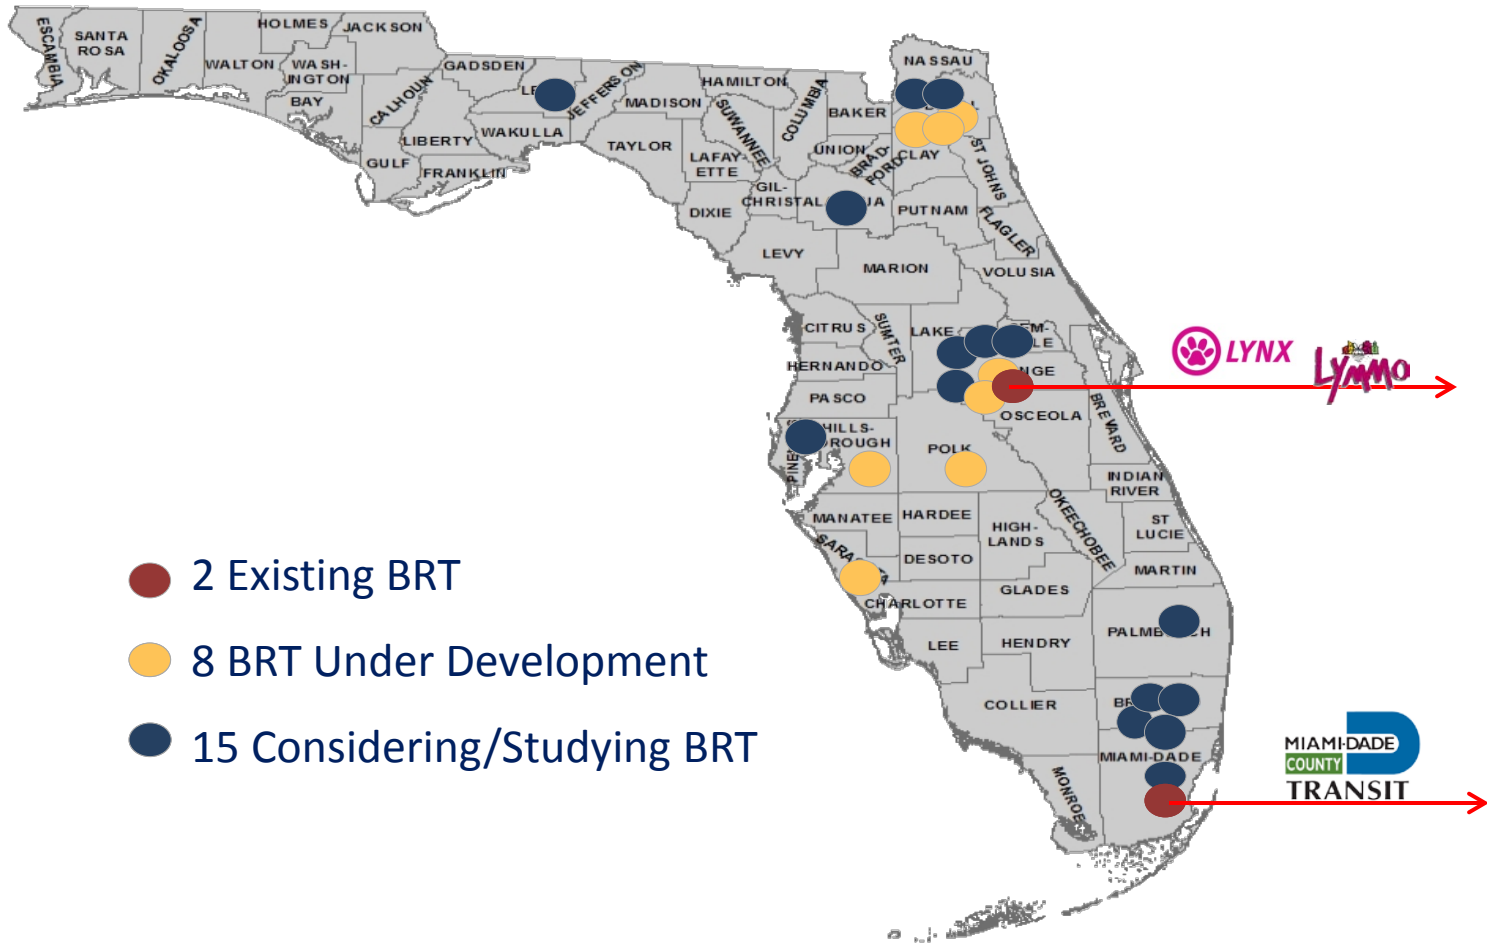 ESCAMBIA
SANTA
ROSA
OKALOOSA
WALTON
HOLMES
WASH-
INGTON
JACKSON
BAY
CALHOUN
GULF
LIBERTY
FRANKLIN
GADSDEN
WAKULLA
JEFFERSON
MADISON
TAYLOR
HAMILTON
SUWANNEE
LAFAY-
ETTE
DIXIE
COLUMBIA
BAKER
UNION
BRAD-
FORD
GIL-
CHRIST
NASSAU
CLAY
ST JOHNS
PUTNAM
FLAGLER
LEVY
MARION
VOLUSIA
CITRUS
SUMTER
LAKE
HERNANDO
PASCO
OSCEOLA
BREVARD
HILLS-
POLK
INDIAN
RIVER
MANATEE
HARDEE
HIGH-
LANDS
OKEECHOBEE
ST
LUCIE
DESOTO
MARTIN
CHARLOTTE
GLADES
LEE
HENDRY
COLLIER
MIAMI-DADE
MONROE
LYNX
LYMMO
2 Existing BRT
8 BRT Under Development
15 Considering/Studying BRT
MIAMI-DADE
COUNTY
TRANSIT